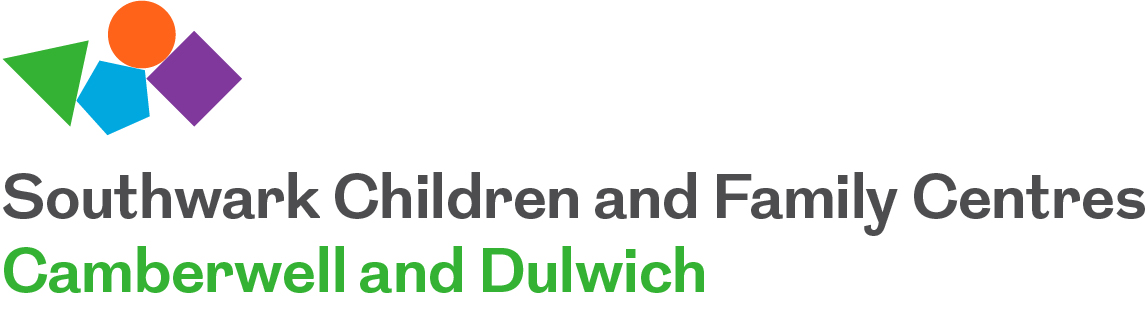 Southwark Children and Family Centres
Camberwell and Dulwich